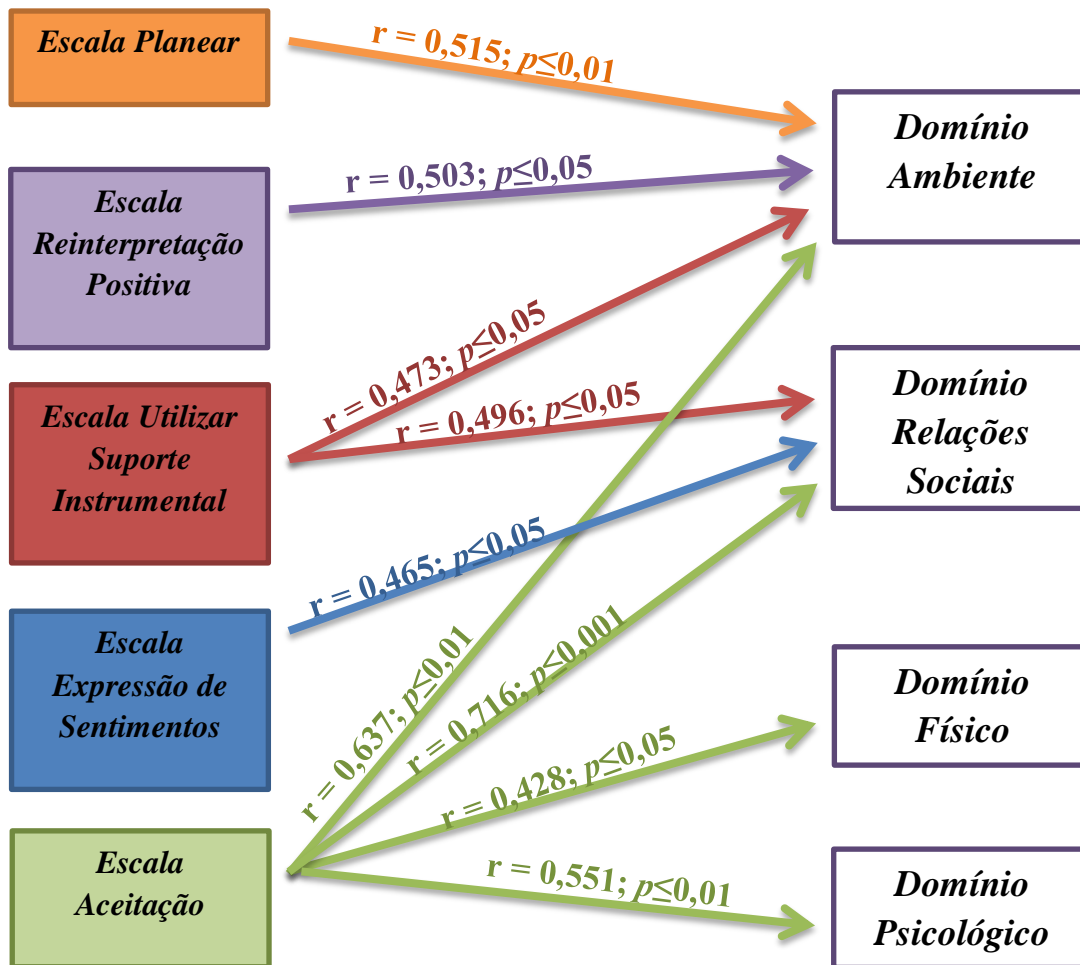 Escala Planear
r = 0,515; p≤0,01
Domínio
Ambiente
r = 0,503; p≤0,05
Escala
Reinterpretação
Positiva
r = 0,473; p≤0,05
r = 0,496; p≤0,05
Escala Utilizar
Suporte
Instrumental
Domínio
Relações
Sociais
r = 0,465; p≤0,05
Escala
Expressão de
Sentimentos
r = 0,637; p≤0,01
r = 0,716; p≤0,001
r = 0,428; p≤0,05
Domínio
Físico
Escala
Aceitação
r = 0,551; p≤0,01
Domínio
Psicológico